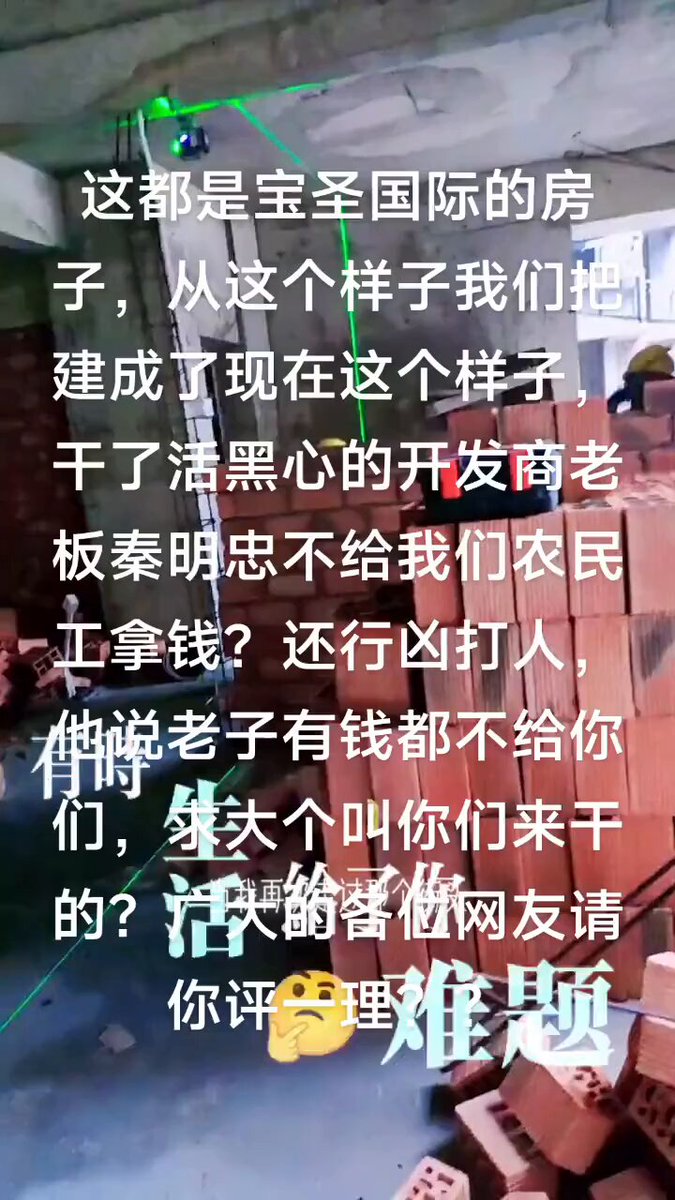 这都是宝圣国际的房
子，从这个样子我们把
建成了现在这个样子，
干了活黑心的开发商老
板秦明忠不给我们农民
工拿钱？还行凶打人，
他说老子有钱都不给你
们，求大个叫你们来干
的？广大的各位网友请
你评一理？？
有時
生活
给了你
难题